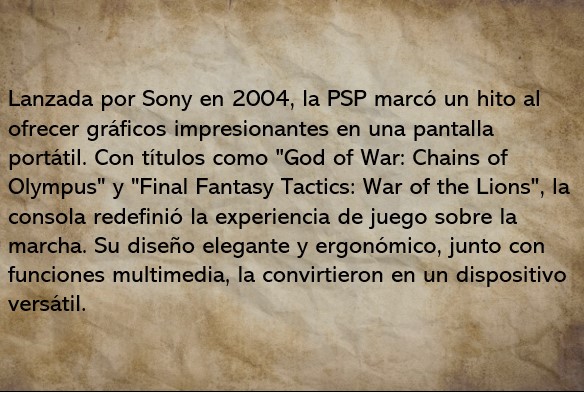 Lanzada por Sony en 2004, la PSP marcó un hito al
ofrecer gráficos impresionantes en una pantalla
portátil. Con títulos como "God of War: Chains of
Olympus" y "Final Fantasy Tactics: War of the Lions", la
consola redefinió la experiencia de juego sobre la
marcha. Su diseño elegante y ergonómico, junto con
funciones multimedia, la convirtieron en un dispositivo
versátil.